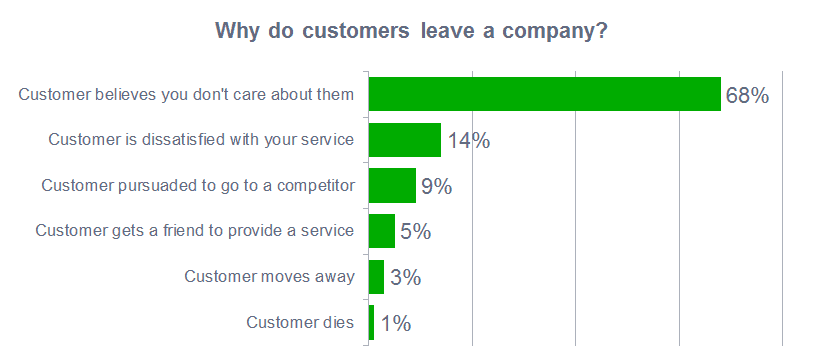 Why do customers leave a company?
Customer believes you don't care about them 68%
Customer is dissatisfied with your service 14%
Customer pursuaded to go to a competitor 9%
Customer gets a friend to provide a service 5%
Customer moves away 3%
Customer dies 1%